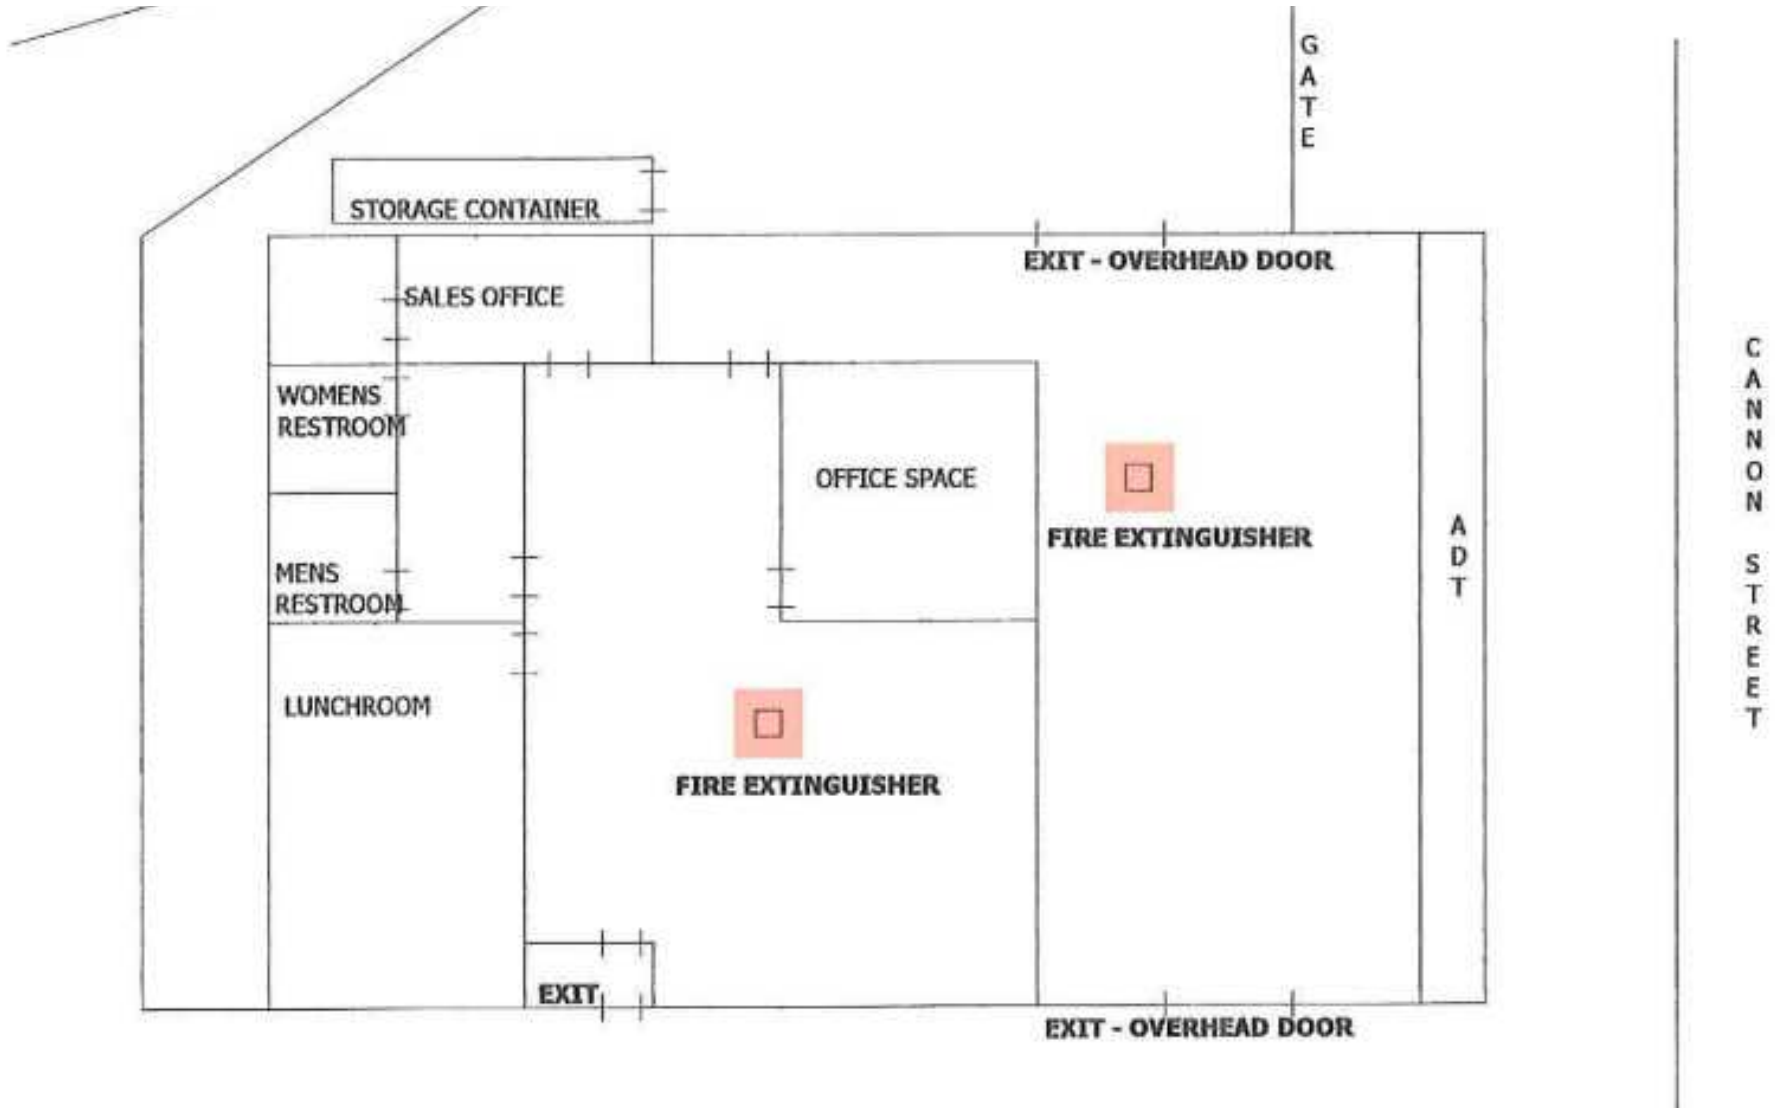 GATE
STORAGE CONTAINER
EXIT - OVERHEAD DOOR
SALES OFFICE
WOMENS
RESTROOM
OFFICE SPACE
FIRE EXTINGUISHER
MENS
RESTROOM
ADT
CANNON STREET
LUNCHROOM
FIRE EXTINGUISHER
EXIT
EXIT - OVERHEAD DOOR